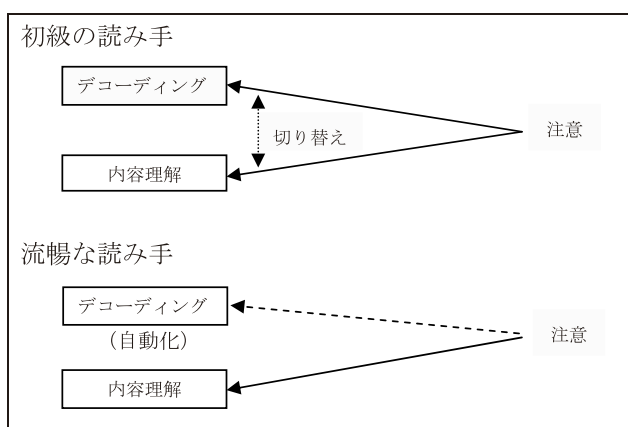 初級の読み手
デコーディング
切り替え
注意
内容理解
流暢な読み手
デコーディング
（自動化）
注意
内容理解